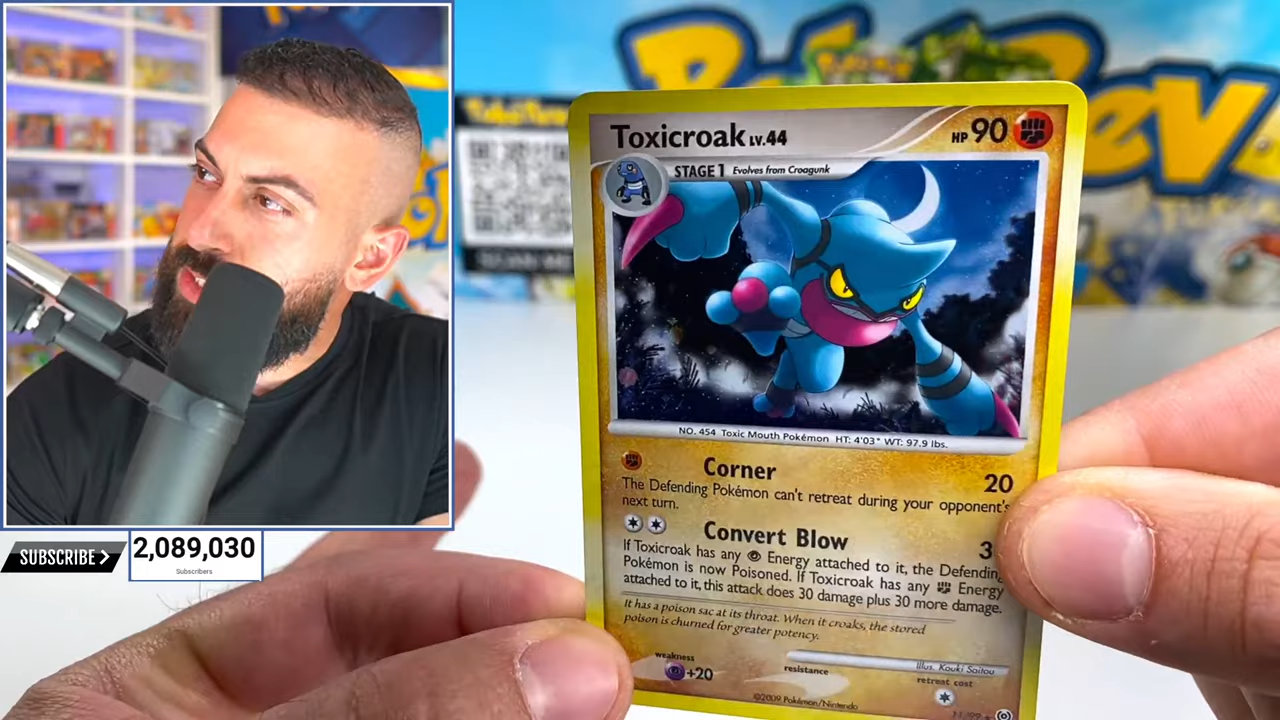 SUBSCRIBE
2,089,030
Subscribers
Toxicroak LV.44
HP 90
STAGE 1 Evolves from Croagunk
NO. 454 Toxic Mouth Pokémon HT: 4'03" WT: 97.9 lbs.
Corner 20
The Defending Pokémon can't retreat during your opponent's
next turn.
Convert Blow 3
If Toxicroak has any Energy attached to it, the Defending
Pokémon is now Poisoned. If Toxicroak has any Energy
attached to it, this attack does 30 damage plus 30 more damage.
It has a poison sac at its throat. When it croaks, the stored
poison is churned for greater potency.
weakness
+20
resistance
Illus. Kouki Saitou
retreat cost
©2009 Pokémon/Nintendo